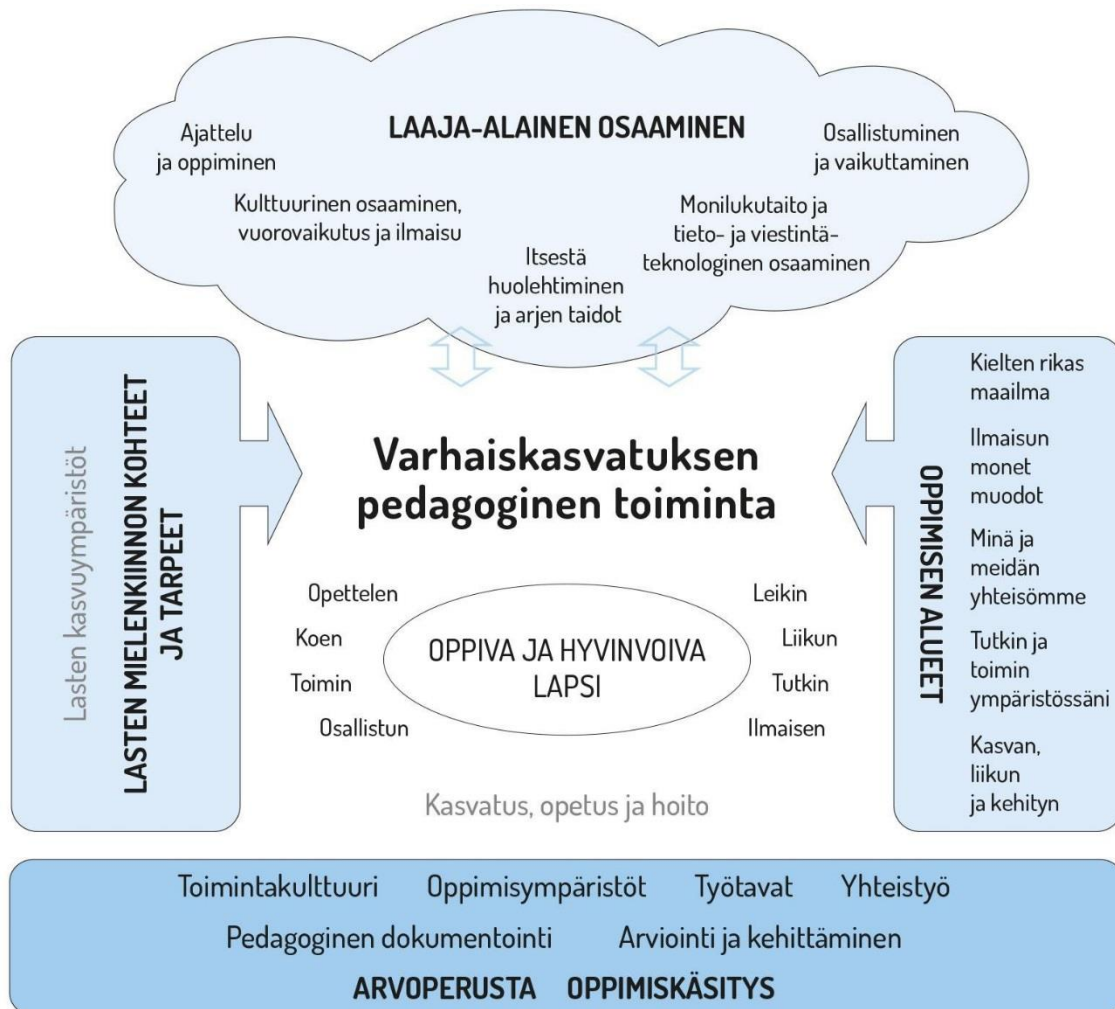 LAAJA-ALAINEN OSAAMINEN
Ajattelu
ja oppiminen
Kulttuurinen osaaminen,
vuorovaikutus ja ilmaisu
Itsestä
huolehtiminen
ja arjen taidot
Monilukutaito ja
tieto- ja viestintä-
teknologinen osaaminen
Osallistuminen
ja vaikuttaminen
Lasten kasvuympäristöt
LASTEN MIELENKIINNON KOHTEET
JA TARPEET
Varhaiskasvatuksen
pedagoginen toiminta
Opettelen
Koen
Toimin
Osallistun
OPPIVA JA HYVINVOIVA
LAPSI
Leikin
Liikun
Tutkin
Ilmaisen
Kasvatus, opetus ja hoito
OPPIMISEN ALUEET
Kielten rikas
maailma
Ilmaisun
monet
muodot
Minä ja
meidän
yhteisömme
Tutkin ja
toimin
ympäristössäni
Kasvan,
liikun
ja kehityn
Toimintakulttuuri Oppimisympäristöt Työtavat Yhteistyö
Pedagoginen dokumentointi Arviointi ja kehittäminen
ARVOPERUSTA OPPIMISKÄSITYS